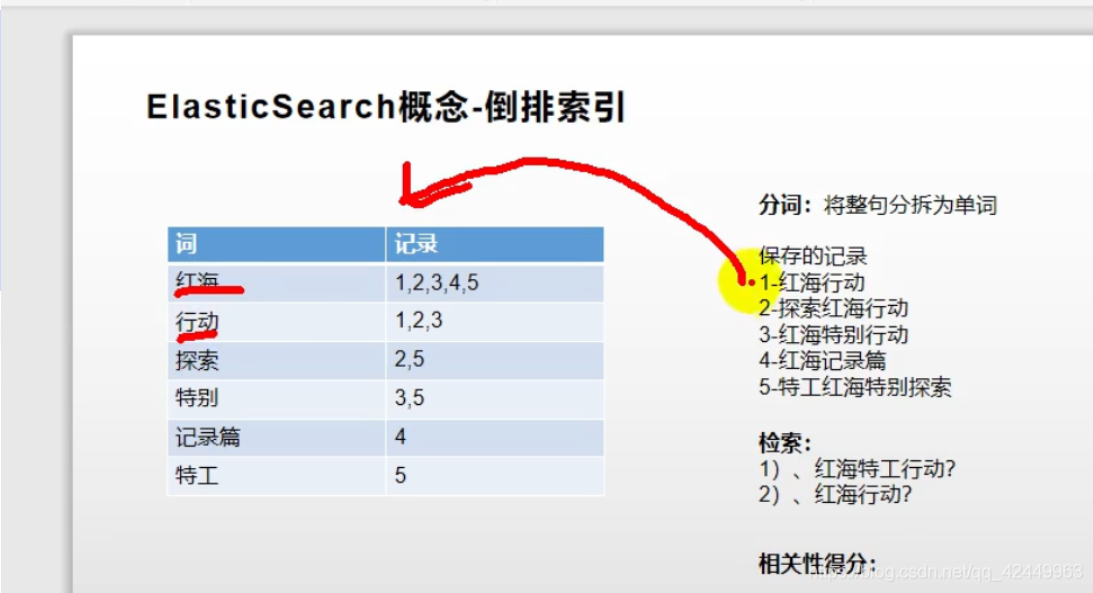 ElasticSearch概念-倒排索引
词 记录
红海 1,2,3,4,5
行动 1,2,3
探索 2,5
特别 3,5
记录篇 4
特工 5
分词：将整句分拆为单词
保存的记录
1-红海行动
2-探索红海行动
3-红海特别行动
4-红海记录篇
5-特工红海特别探索
检索：
1）、红海特工行动？
2）、红海行动？
相关性得分：
https://blog.csdn.net/qq_42449963